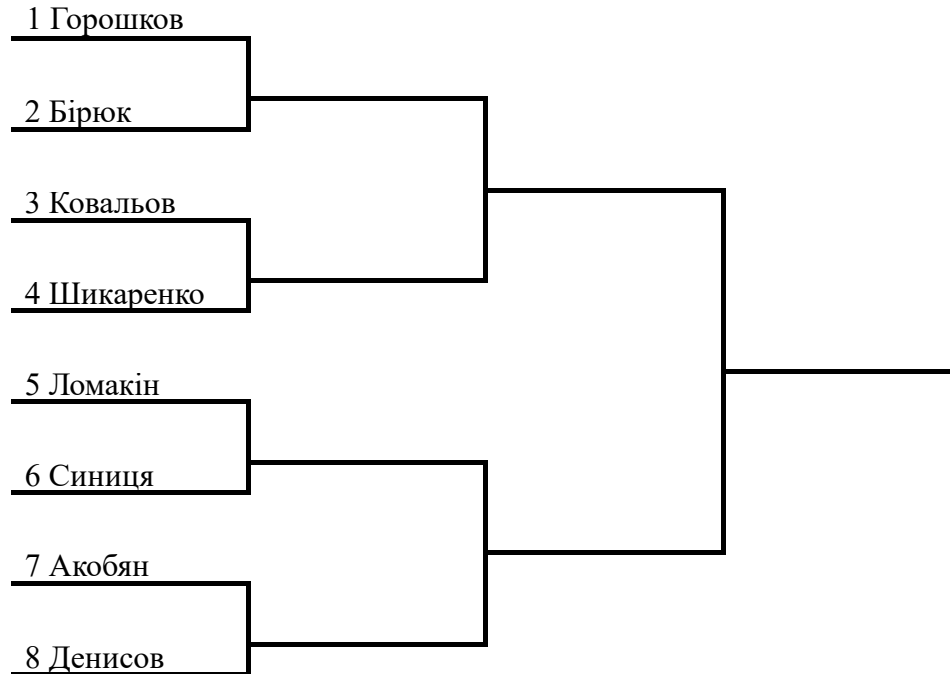 1 Горошков
2 Бірюк
3 Ковальов
4 Шикаренко
5 Ломакін
6 Синиця
7 Акобян
8 Денисов